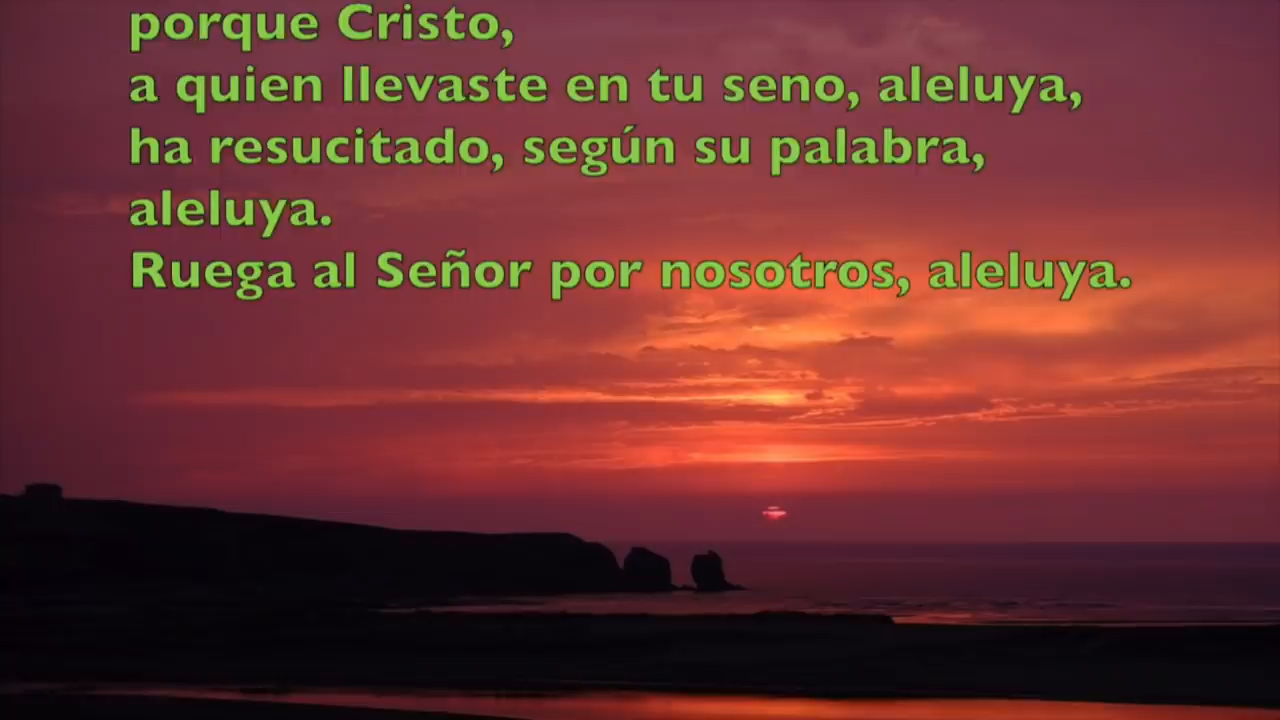 porque Cristo,
a quien llevaste en tu seno, aleluya,
ha resucitado, según su palabra,
aleluya.
Ruega al Señor por nosotros, aleluya.